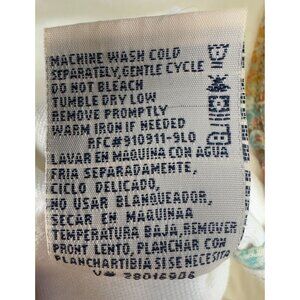 MACHINE WASH COLD
SEPARATELY, GENTLE CYCLE
DO NOT BLEACH
TUMBLE DRY LOW
REMOVE PROMPTLY
WARM IRON IF NEEDED
RFC#910911-9L0
LAVAR EN MAQUINA CON AGUA
FRIA SEPARADAMENTE,
CICLO DELICADO,
NO USAR BLANQUEADOR,
SECAR EN MAQUINAA
TEMPERATURA BAJA,REMOVER
PRONT LENTO, PLANCHAR CON
PLANCHARTIBIA SI SE NECESITA